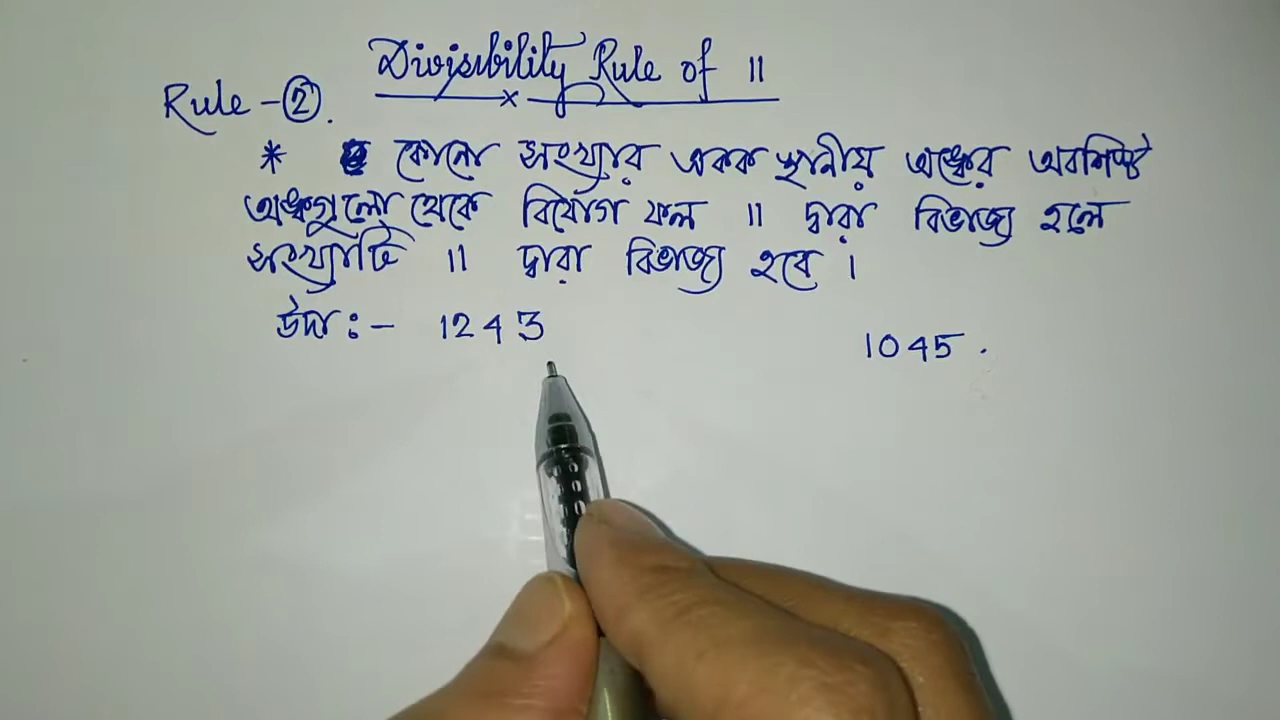 Divisibility Rule of 11
Rule - ②.
* কোনো সংখ্যার একক স্থানীয় অঙ্কের অবশিষ্ট
অঙ্কগুলো থেকে বিয়োগ ফল 11 দ্বারা বিভাজ্য হলে
সংখ্যাটি 11 দ্বারা বিভাজ্য হবে।
উদাঃ- 1243 1045.